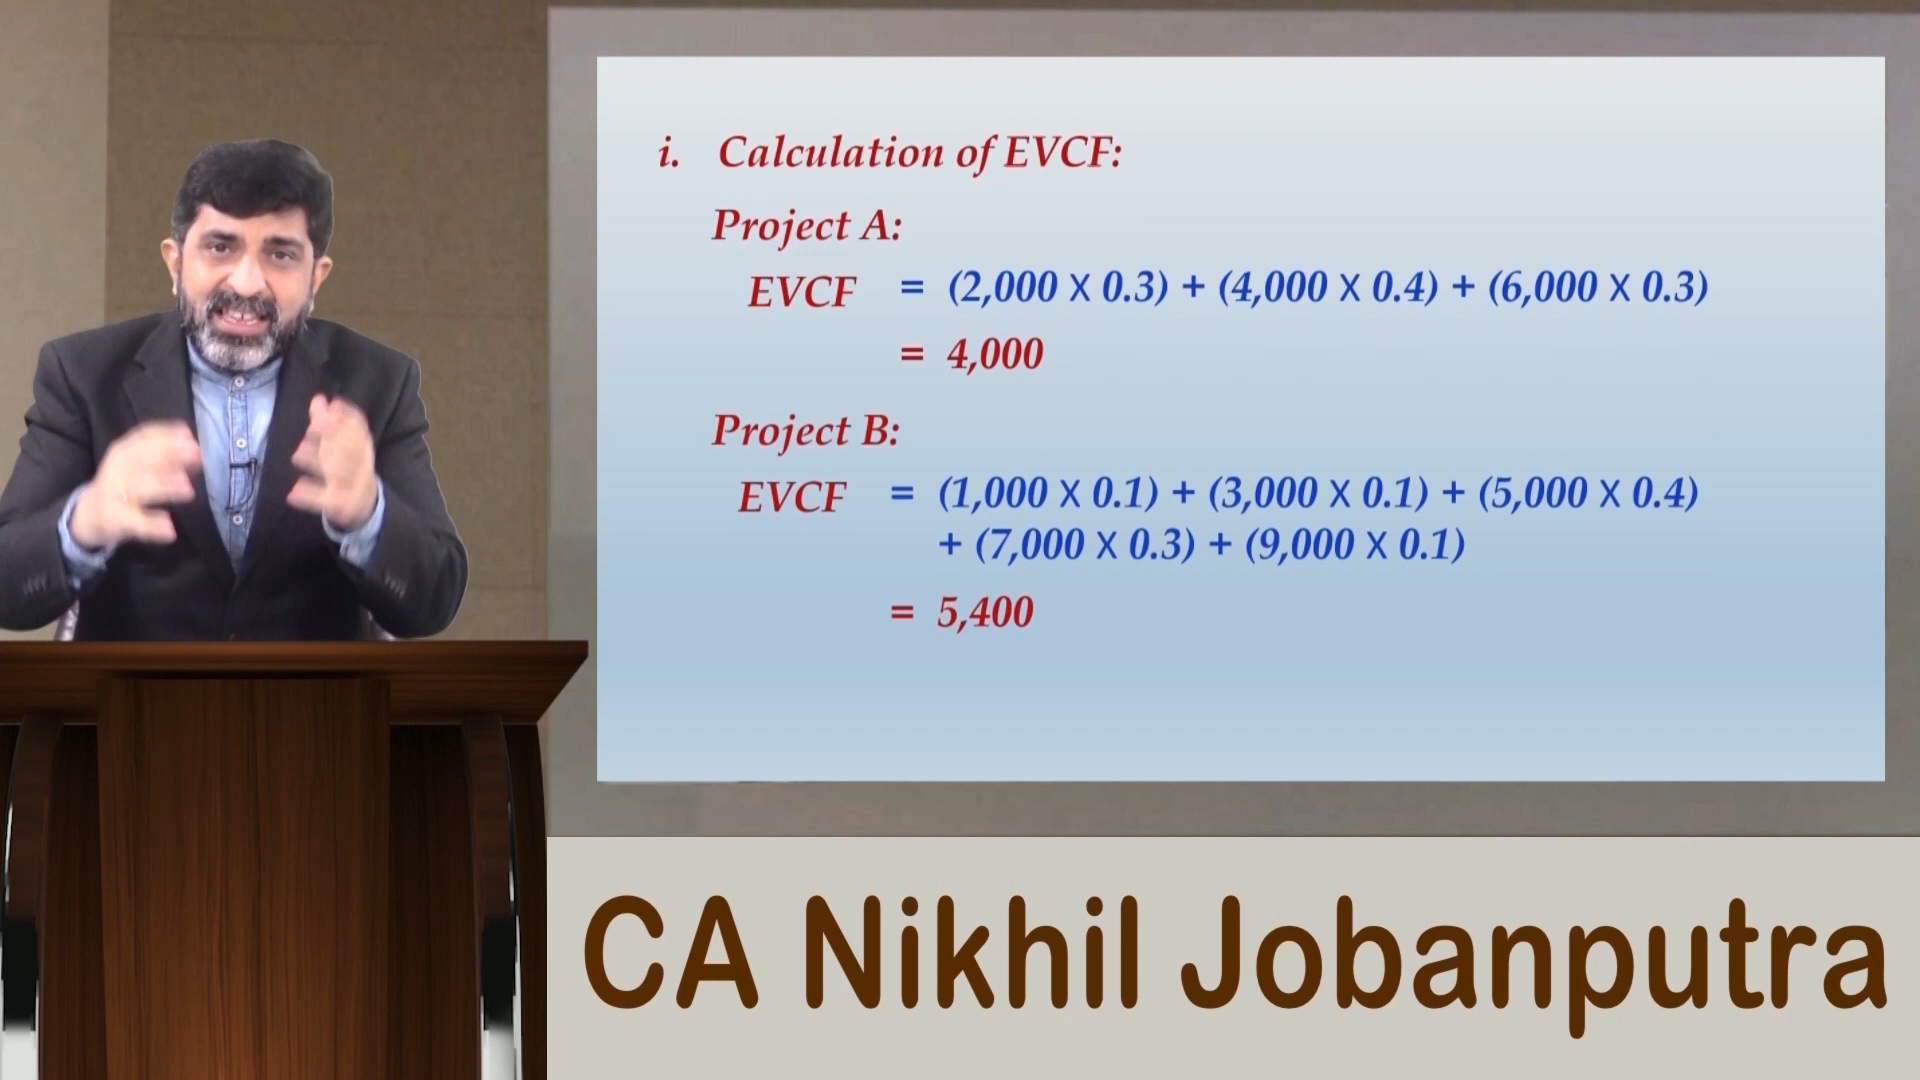 i. Calculation of EVCF:
Project A:
EVCF = (2,000 X 0.3) + (4,000 X 0.4) + (6,000 X 0.3)
= 4,000
Project B:
EVCF = (1,000 X 0.1) + (3,000 X 0.1) + (5,000 X 0.4)
+ (7,000 X 0.3) + (9,000 X 0.1)
= 5,400
CA Nikhil Jobanputra